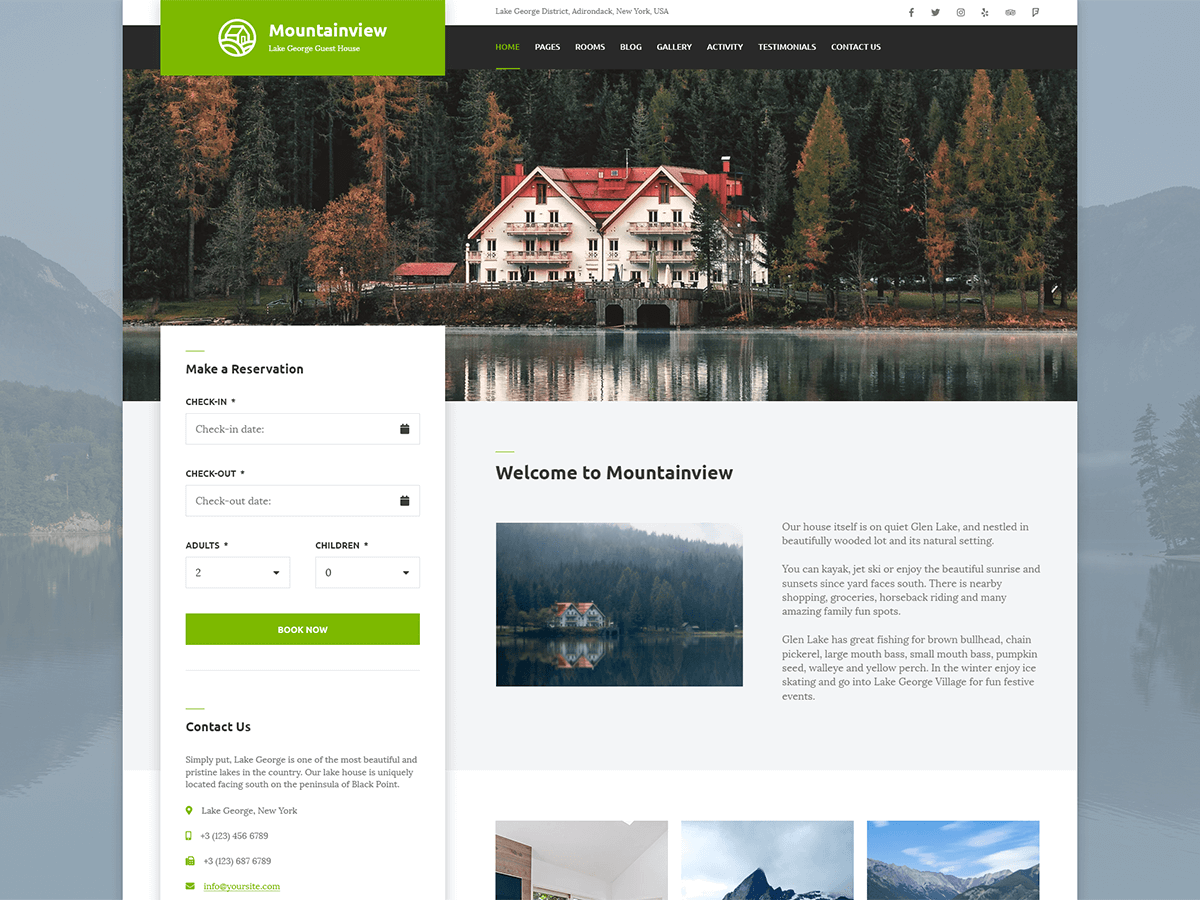 Mountainview
Lake George Guest House
Lake George District, Adirondack, New York, USA
HOME PAGES ROOMS BLOG GALLERY ACTIVITY TESTIMONIALS CONTACT US
Make a Reservation
CHECK-IN *
Check-in date:
CHECK-OUT *
Check-out date:
ADULTS * CHILDREN *
2 0
BOOK NOW
Contact Us
Simply put, Lake George is one of the most beautiful and
pristine lakes in the country. Our lake house is uniquely
located facing south on the peninsula of Black Point.
Lake George, New York
+3 (123) 456 6789
+3 (123) 687 6789
info@yoursite.com
Welcome to Mountainview
Our house itself is on quiet Glen Lake, and nestled in
beautifully wooded lot and its natural setting.
You can kayak, jet ski or enjoy the beautiful sunrise and
sunsets since yard faces south. There is nearby
shopping, groceries, horseback riding and many
amazing family fun spots.
Glen Lake has great fishing for brown bullhead, chain
pickerel, large mouth bass, small mouth bass, pumpkin
seed, walleye and yellow perch. In the winter enjoy ice
skating and go into Lake George Village for fun festive
events.